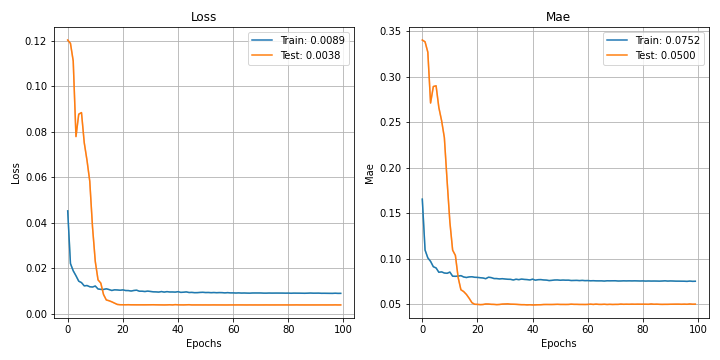 Loss
Train: 0.0089
Test: 0.0038
0.12
0.10
0.08
0.06
0.04
0.02
0.00
Loss
0 20 40 60 80 100
Epochs
Mae
Train: 0.0752
Test: 0.0500
0.35
0.30
0.25
0.20
0.15
0.10
0.05
Mae
0 20 40 60 80 100
Epochs